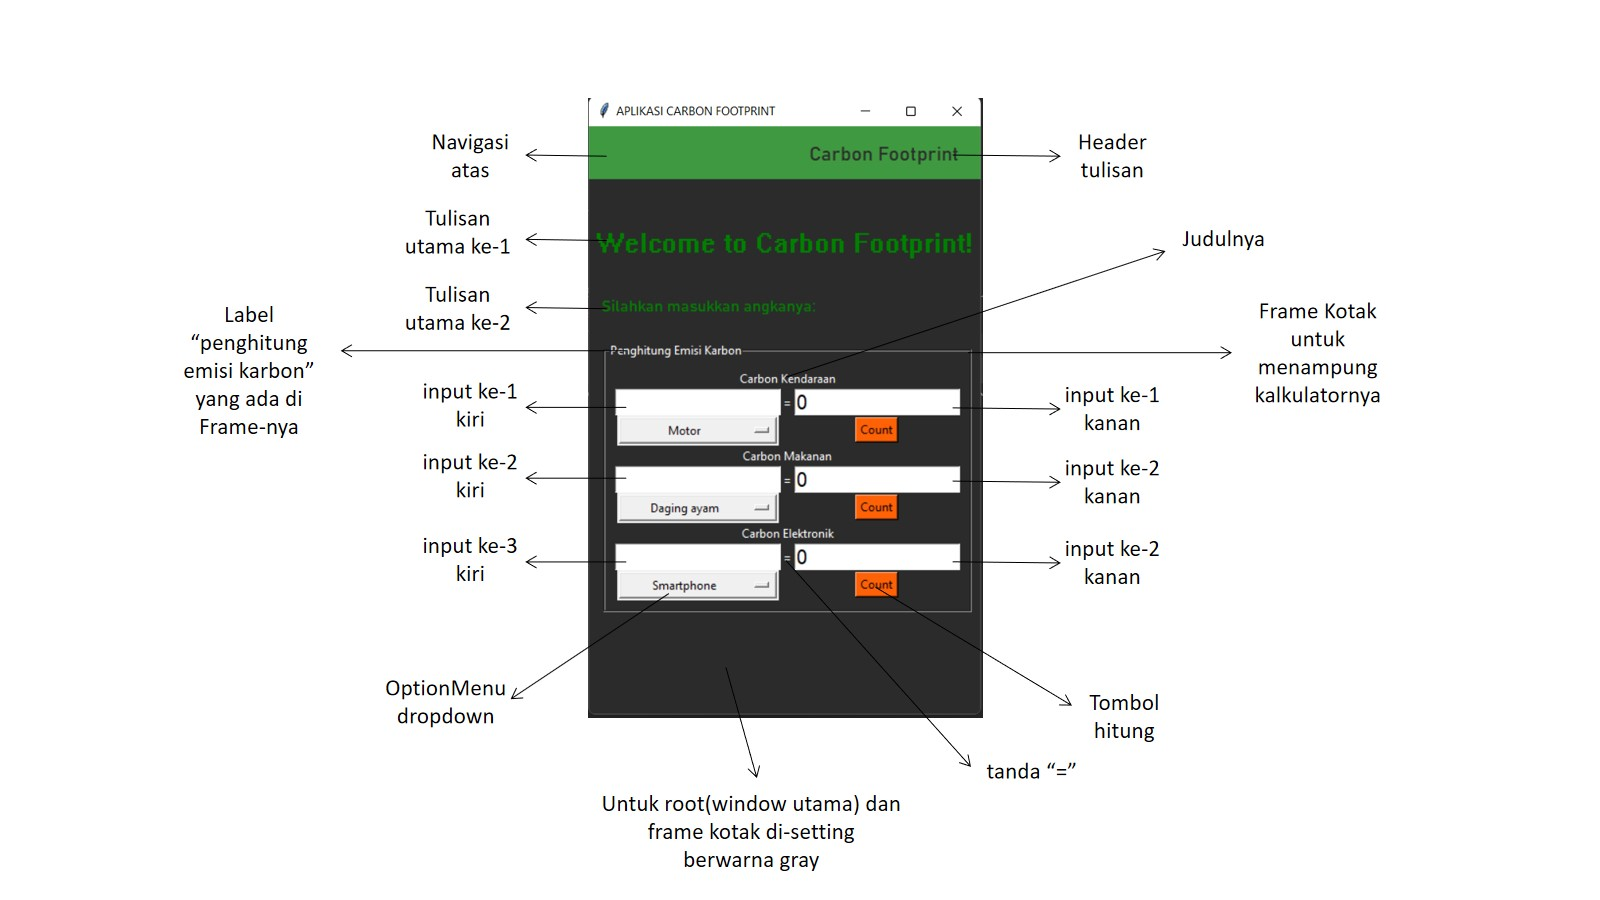 APLIKASI CARBON FOOTPRINT
Carbon Footprint
Navigasi
atas
Header
tulisan
Welcome to Carbon Footprint!
Tulisan
utama ke-1
Judulnya
Silahkan masukkan angkanya:
Tulisan
utama ke-2
Label
“penghitung
emisi karbon”
yang ada di
Frame-nya
Frame Kotak
untuk
menampung
kalkulatornya
Penghitung Emisi Karbon
Carbon Kendaraan
= 0
Motor
Count
input ke-1
kiri
input ke-1
kanan
Carbon Makanan
= 0
Daging ayam
Count
input ke-2
kiri
input ke-2
kanan
Carbon Elektronik
= 0
Smartphone
Count
input ke-3
kiri
input ke-2
kanan
OptionMenu
dropdown
Tombol
hitung
tanda “=”
Untuk root(window utama) dan
frame kotak di-setting
berwarna gray